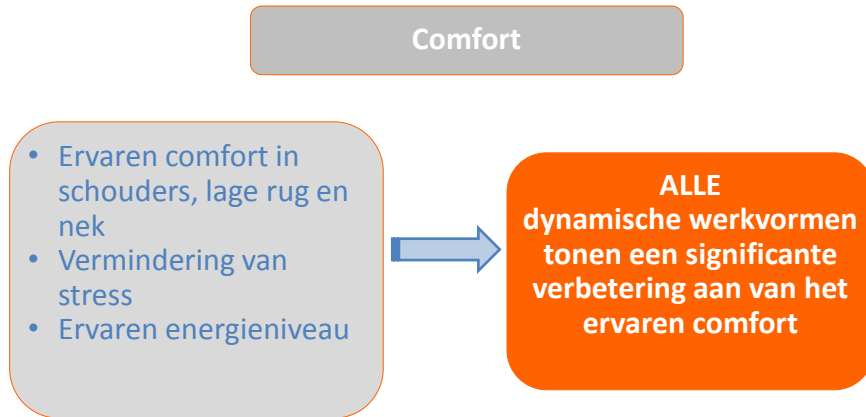 Comfort
• Ervaren comfort in
schouders, lage rug en
nek
• Vermindering van
stress
• Ervaren energieniveau
ALLE
dynamische werkvormen
tonen een significante
verbetering aan van het
ervaren comfort